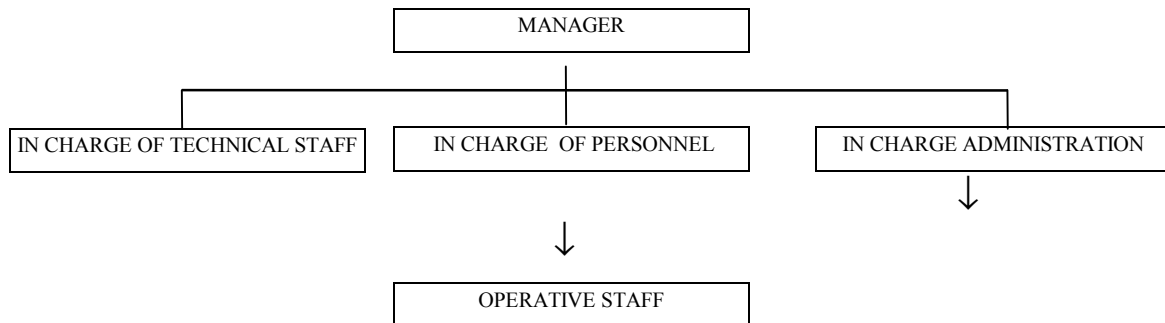 MANAGER
IN CHARGE OF TECHNICAL STAFF
IN CHARGE OF PERSONNEL
IN CHARGE ADMINISTRATION
OPERATIVE STAFF